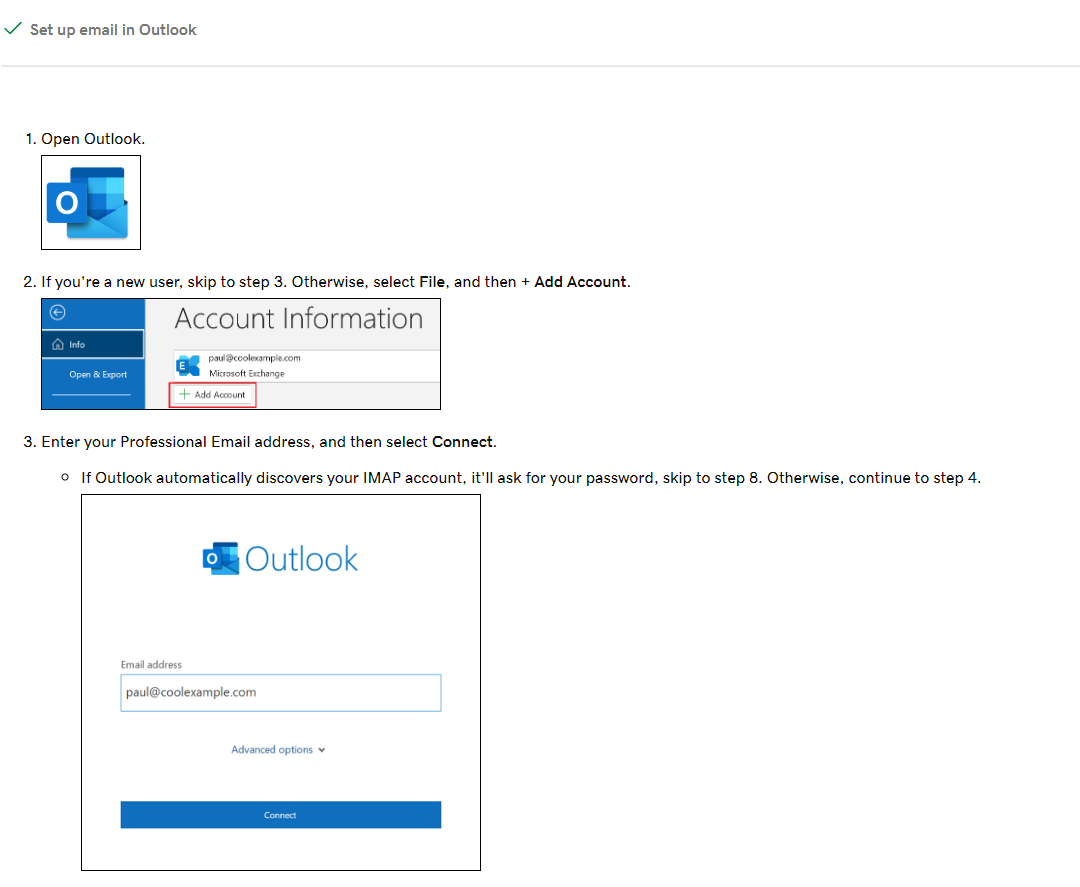 Set up email in Outlook
1. Open Outlook.
O
2. If you're a new user, skip to step 3. Otherwise, select File, and then + Add Account.
Account Information
Info
paul@coolexample.com
E
Microsoft Exchange
Open & Export
+ Add Account
3. Enter your Professional Email address, and then select Connect.
If Outlook automatically discovers your IMAP account, it'll ask for your password, skip to step 8. Otherwise, continue to step 4.
O Outlook
Email address
paul@coolexample.com
Advanced options
Connect